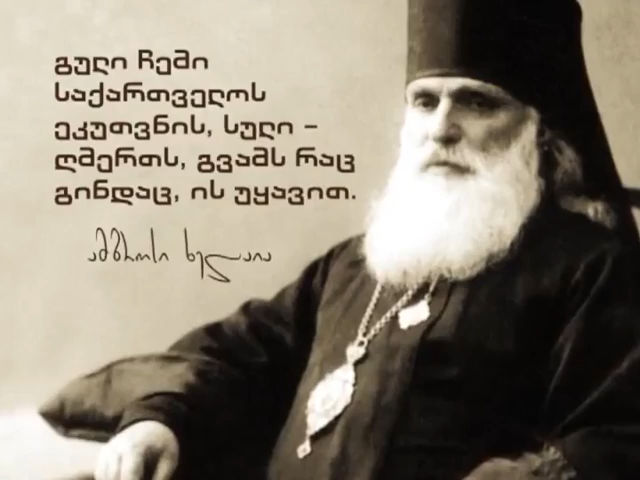 გული ჩემი
საქართველოს
ეკუთვნის, სული –
ღმერთს, გვამს რაც
გინდაც, ის უყავით.
ამბროსი ხელაია